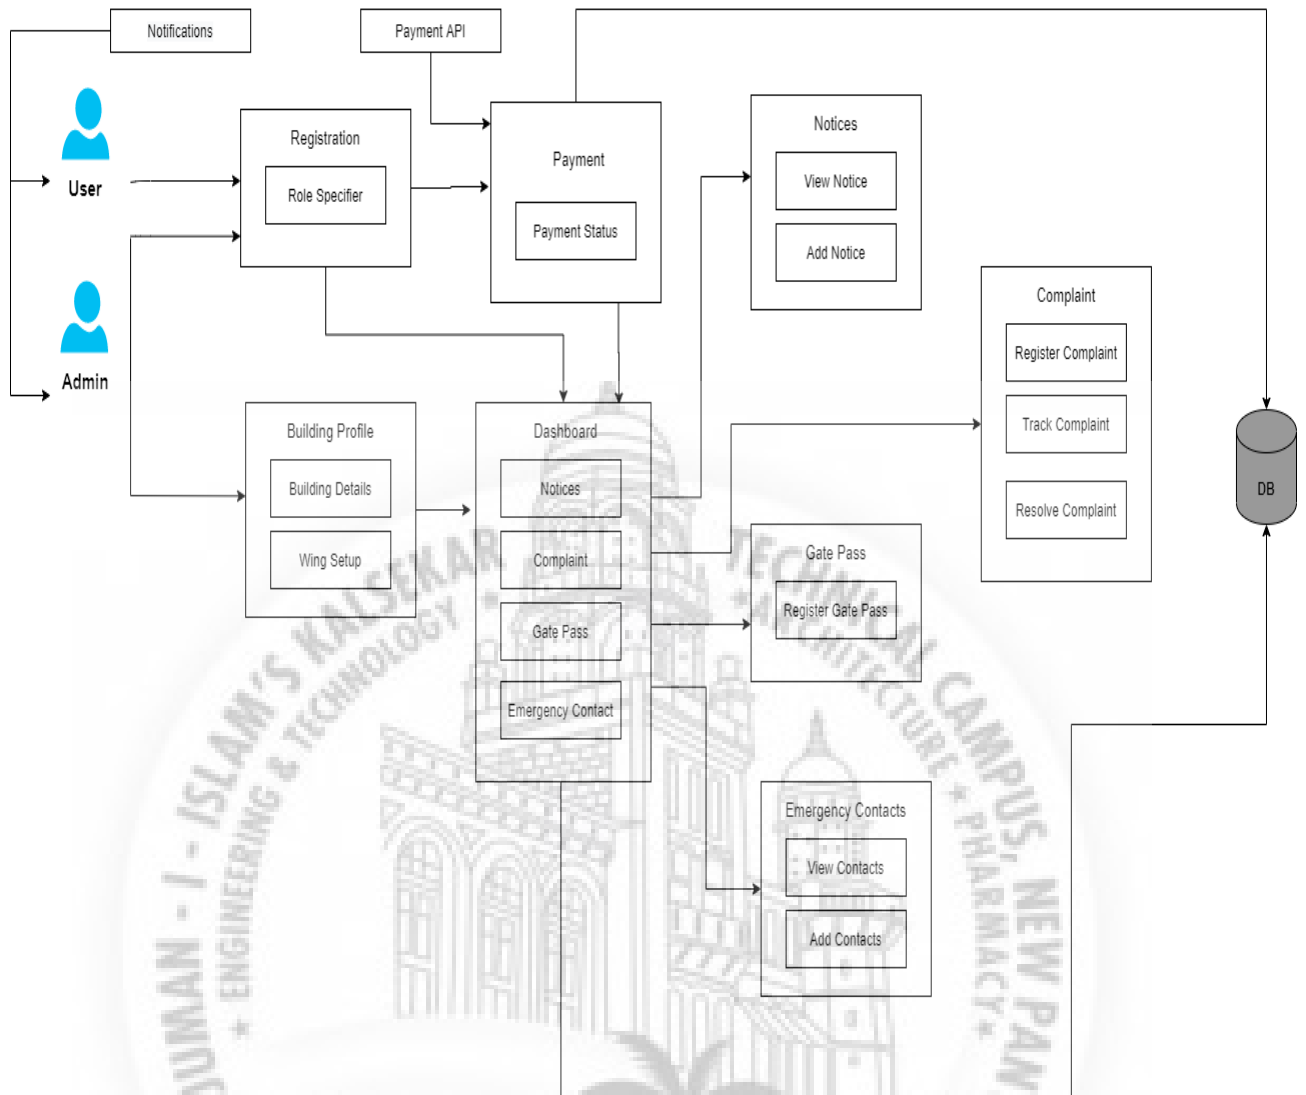 Notifications
Payment API
Registration
Role Specifier
Payment
Payment Status
Notices
View Notice
Add Notice
User
Admin
Complaint
Register Complaint
Track Complaint
Resolve Complaint
Building Profile
Building Details
Wing Setup
Dashboard
Notices
Complaint
Gate Pass
Emergency Contact
Gate Pass
Register Gate Pass
DB
Emergency Contacts
View Contacts
Add Contacts
JUMAN - I - ISLAM'S KALSEKAR TECHNICAL CAMPUS, NEW PAN
ENGINEERING & TECHNOLOGY * ARCHITECTURE * PHARMACY *